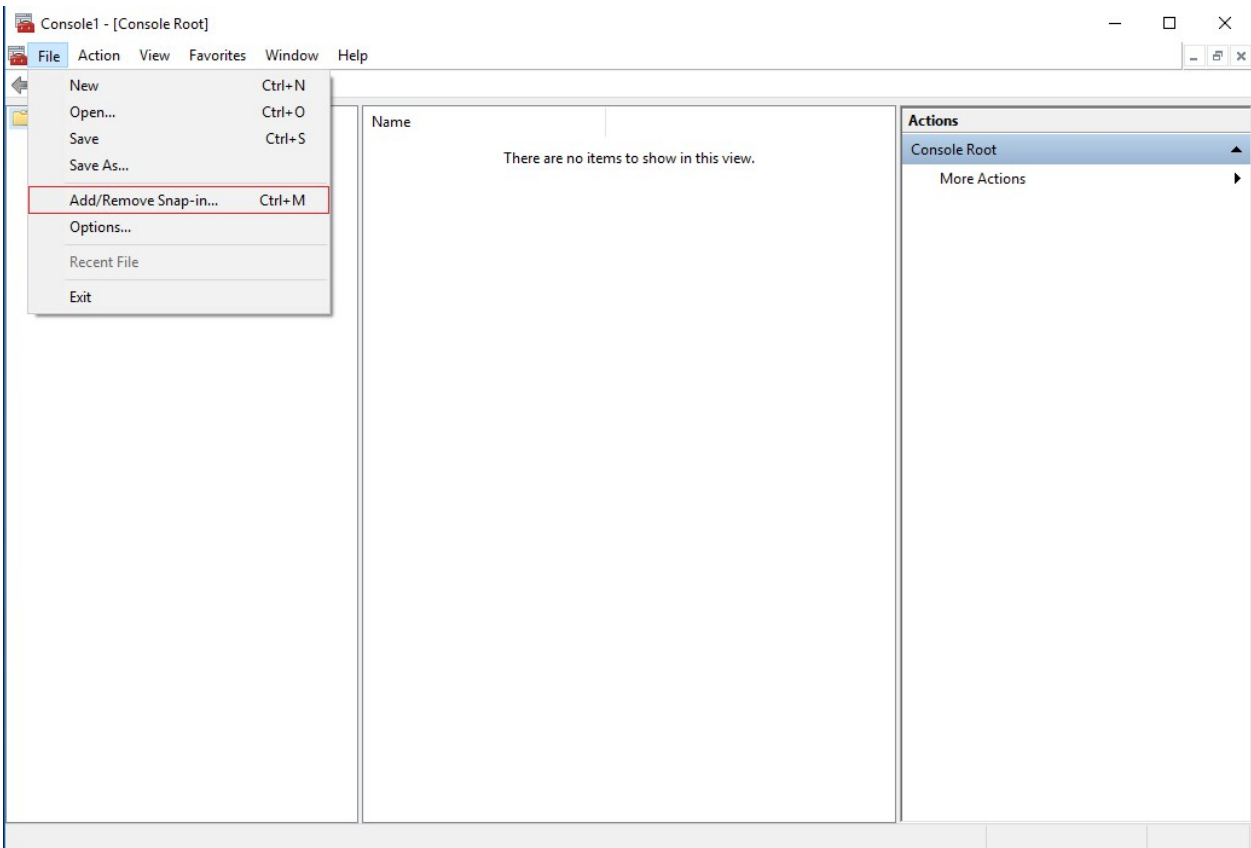 Console1 - [Console Root]
File Action View Favorites Window Help
New Ctrl+N
Open... Ctrl+O
Save Ctrl+S
Save As...
Add/Remove Snap-in... Ctrl+M
Options...
Recent File
Exit
Name
There are no items to show in this view.
Actions
Console Root
More Actions